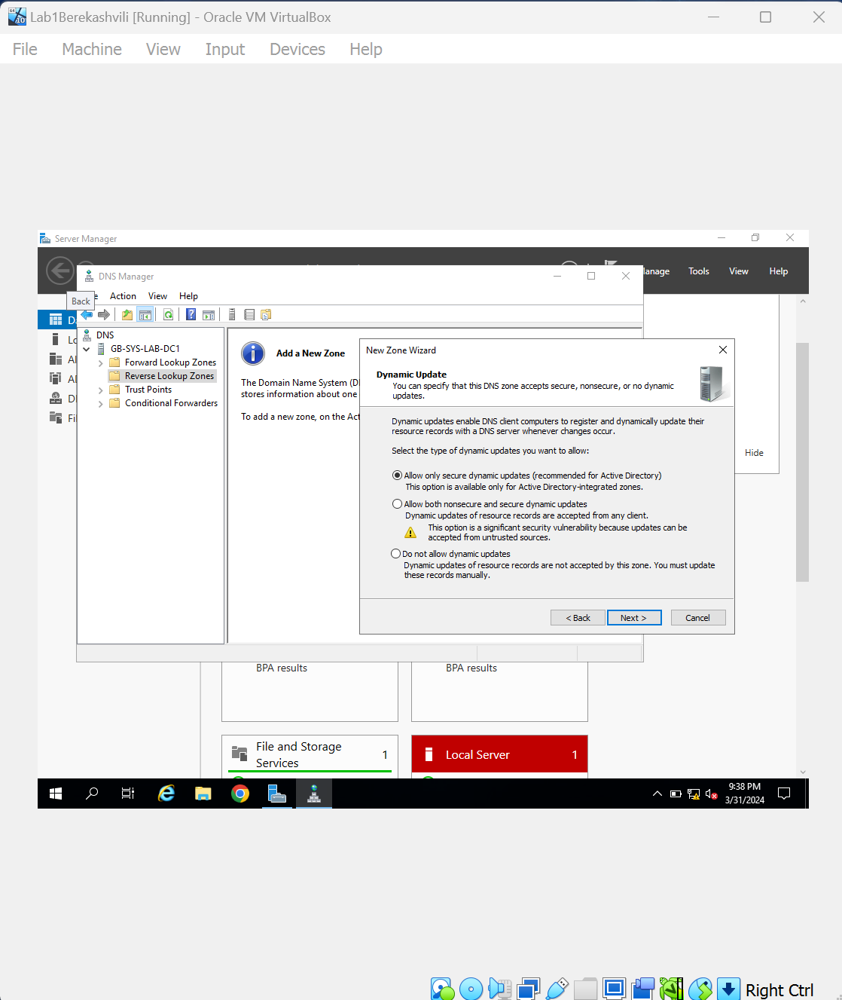 Lab1Berekashvili [Running] - Oracle VM VirtualBox
File Machine View Input Devices Help
Server Manager
anage Tools View Help
DNS Manager
Back
Action View Help
DNS
GB-SYS-LAB-DC1
Forward Lookup Zones
Reverse Lookup Zones
Trust Points
Conditional Forwarders
Add a New Zone
The Domain Name System (D
stores information about one
To add a new zone, on the Act
New Zone Wizard
Dynamic Update
You can specify that this DNS zone accepts secure, nonsecure, or no dynamic
updates.
Dynamic updates enable DNS client computers to register and dynamically update their
resource records with a DNS server whenever changes occur.
Select the type of dynamic updates you want to allow:
Allow only secure dynamic updates (recommended for Active Directory)
This option is available only for Active Directory-integrated zones.
Allow both nonsecure and secure dynamic updates
Dynamic updates of resource records are accepted from any client.
This option is a significant security vulnerability because updates can be
accepted from untrusted sources.
Do not allow dynamic updates
Dynamic updates of resource records are not accepted by this zone. You must update
these records manually.
< Back Next > Cancel
Hide
BPA results
BPA results
File and Storage
Services
1
Local Server 1
9:38 PM
3/31/2024
Right Ctrl